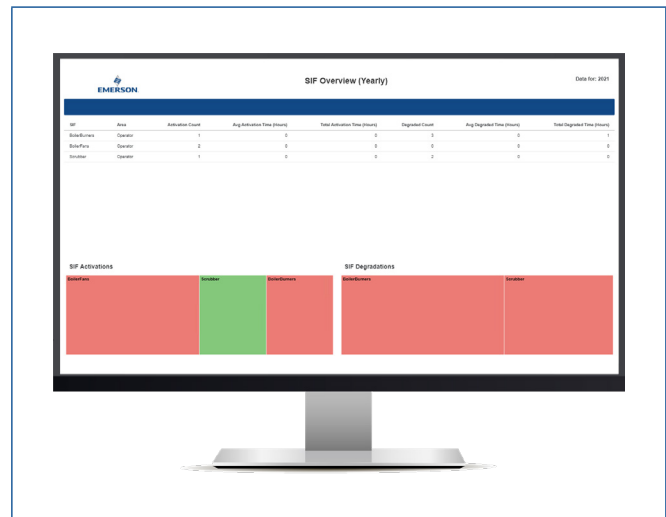 EMERSON
SIF Overview (Yearly)
Data for: 2021
SIF Area Activation Count Avg Activation Time (Hours) Total Activation Time (Hours) Degraded Count Avg Degraded Time (Hours) Total Degraded Time (Hours)
BoilerBurners Operator 1 0 0 3 0 1
BoilerFans Operator 2 0 0 0 0 0
Scrubber Operator 1 0 0 2 0 0
SIF Activations
SIF Degradations
BoilerFans Scrubber BoilerBurners
BoilerBurners Scrubber